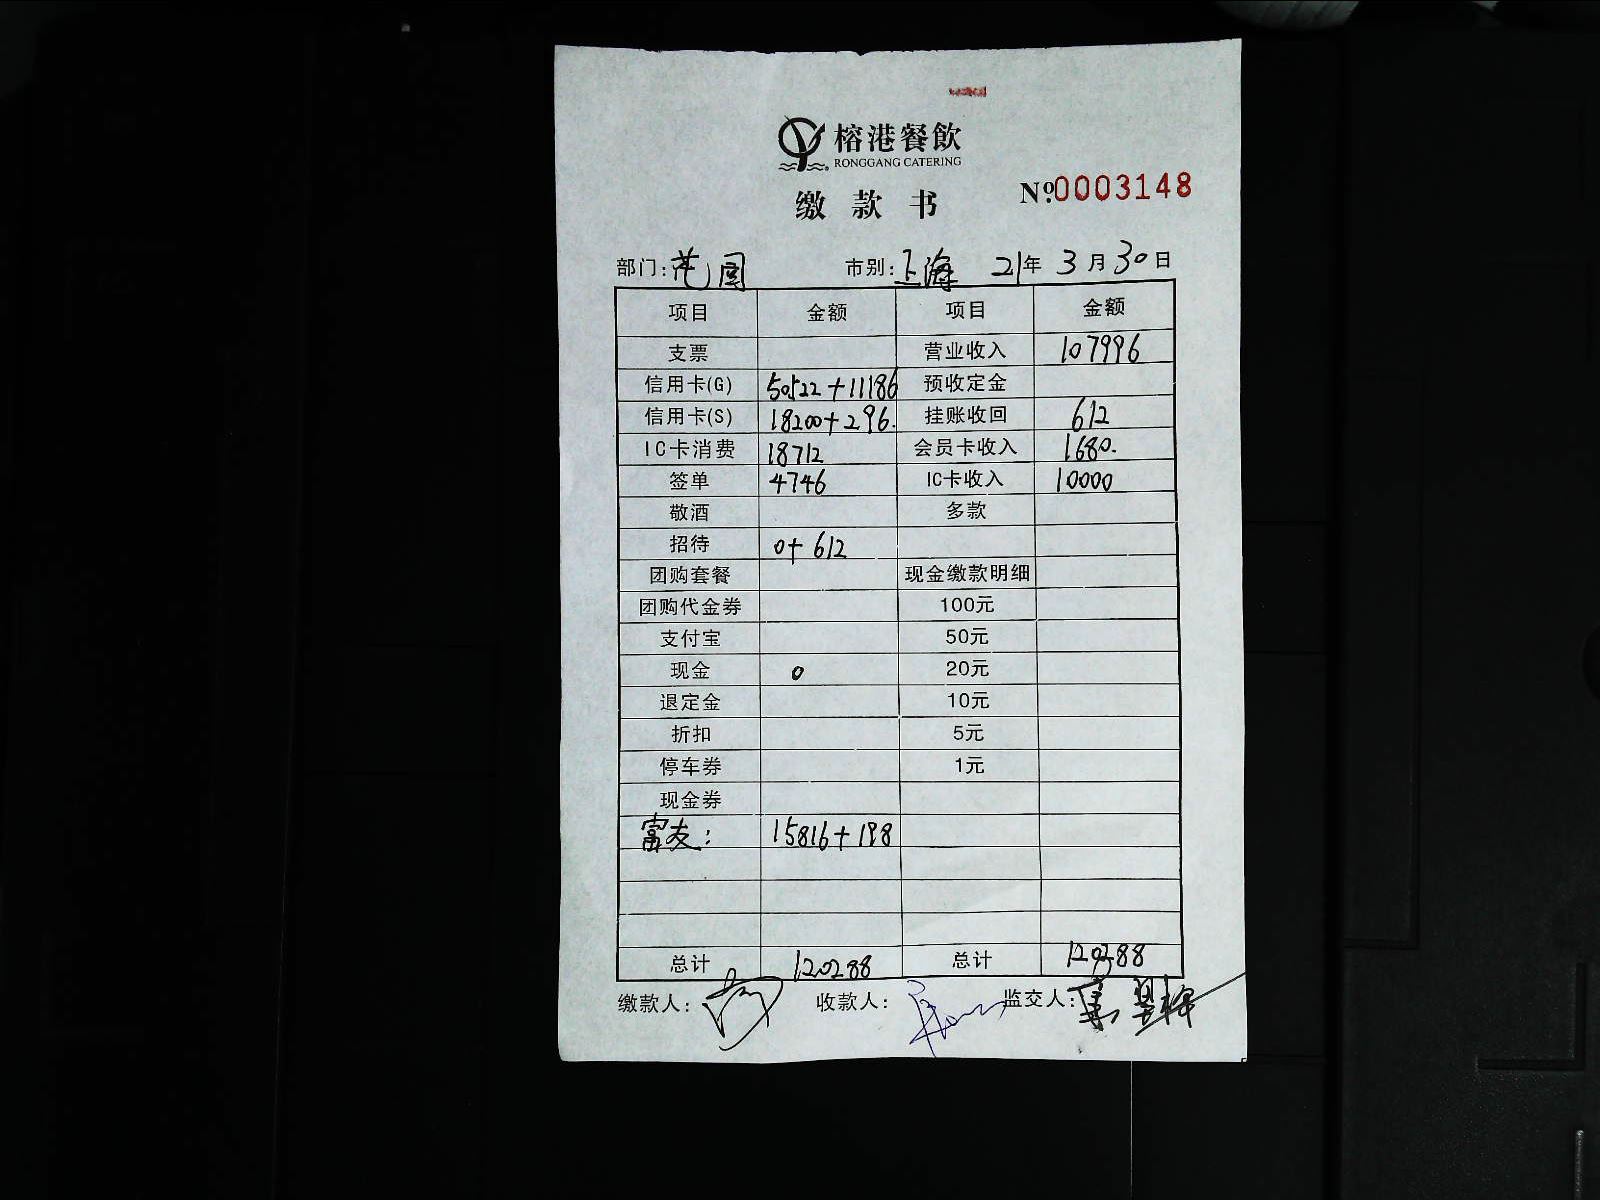 榕港餐飲
RONGGANG CATERING
缴款书
№0003148
部门:花园 市别:上海 21年3月30日
项目 金额 项目 金额
支票 营业收入 107996
信用卡(G) 50522+11186 预收定金
信用卡(S) 18200+296. 挂账收回 612
IC卡消费 18712 会员卡收入 1680.
签单 4746 IC卡收入 10000
敬酒 多款
招待 0+612
团购套餐 现金缴款明细
团购代金券 100元
支付宝 50元
现金 0 20元
退定金 10元
折扣 5元
停车券 1元
现金券
富友: 15816+198
总计 120288 总计 120288
缴款人: 收款人: 监交人: